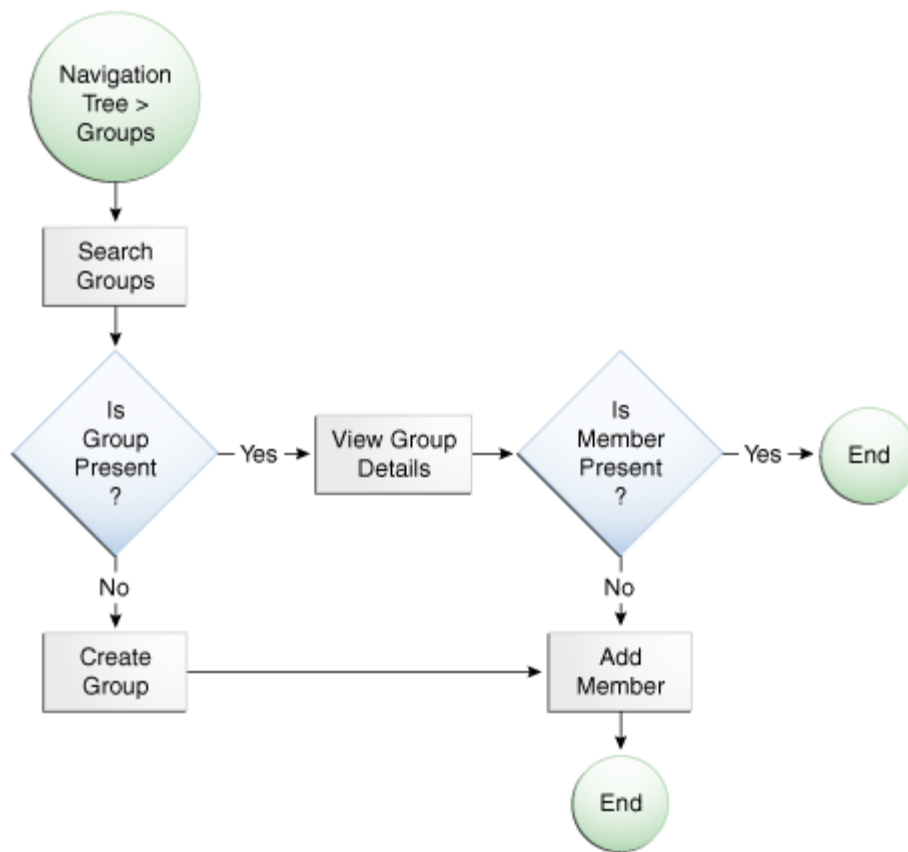 Navigation
Tree >
Groups
Search
Groups
Is
Group
Present
?
Yes
View Group
Details
Is
Member
Present
?
Yes
End
No
No
Create
Group
Add
Member
End